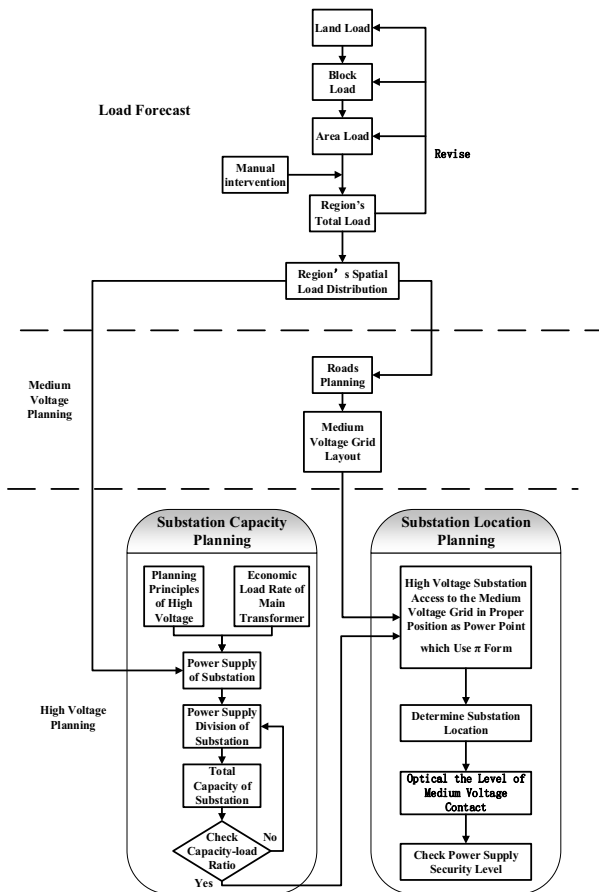 Land Load
Block
Load
Load Forecast
Area Load
Revise
Manual
intervention
Region's
Total Load
Region's Spatial
Load Distribution
Medium
Voltage
Planning
Roads
Planning
Medium
Voltage Grid
Layout
Substation Capacity
Planning
Substation Location
Planning
Planning
Principles
of High
Voltage
Economic
Load Rate of
Main
Transformer
High Voltage Substation
Access to the Medium
Voltage Grid in Proper
Position as Power Point
which Use π Form
Power Supply
of Substation
High Voltage
Planning
Power Supply
Division of
Substation
Determine Substation
Location
Total
Capacity of
Substation
Optical the Level of
Medium Voltage
Contact
Check
Capacity-load
Ratio
No
Check Power Supply
Security Level
Yes